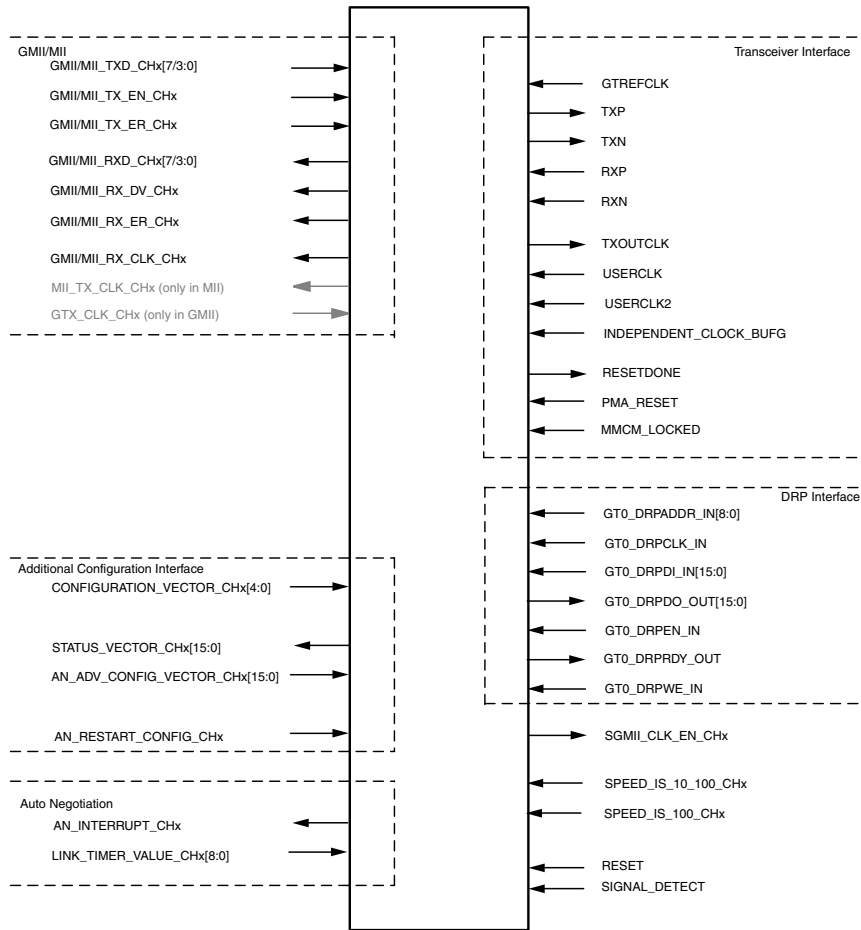 GMII/MII
GMII/MII_TXD_CHx[7/3:0]
GMII/MII_TX_EN_CHx
GMII/MII_TX_ER_CHx
GMII/MII_RXD_CHx[7/3:0]
GMII/MII_RX_DV_CHx
GMII/MII_RX_ER_CHx
GMII/MII_RX_CLK_CHx
MII_TX_CLK_CHx (only in MII)
GTX_CLK_CHx (only in GMII)
Additional Configuration Interface
CONFIGURATION_VECTOR_CHx[4:0]
STATUS_VECTOR_CHx[15:0]
AN_ADV_CONFIG_VECTOR_CHx[15:0]
AN_RESTART_CONFIG_CHx
Auto Negotiation
AN_INTERRUPT_CHx
LINK_TIMER_VALUE_CHx[8:0]
Transceiver Interface
GTREFCLK
TXP
TXN
RXP
RXN
TXOUTCLK
USERCLK
USERCLK2
INDEPENDENT_CLOCK_BUFG
RESETDONE
PMA_RESET
MMCM_LOCKED
DRP Interface
GT0_DRPADDR_IN[8:0]
GT0_DRPCLK_IN
GT0_DRPDI_IN[15:0]
GT0_DRPDO_OUT[15:0]
GT0_DRPEN_IN
GT0_DRPRDY_OUT
GT0_DRPWE_IN
SGMII_CLK_EN_CHx
SPEED_IS_10_100_CHx
SPEED_IS_100_CHx
RESET
SIGNAL_DETECT